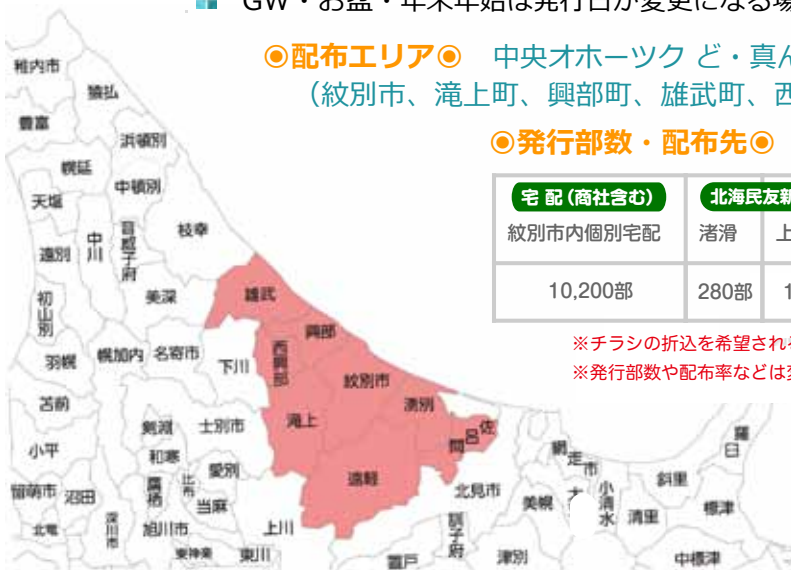 GW・お盆・年末年始は発行日が変更になる場
◉配布エリア◉ 中央オホーツク ど・真ん
（紋別市、滝上町、興部町、雄武町、西
◉発行部数・配布先◉
宅 配（商社含む） 北海民友新
紋別市内個別宅配 渚滑 上
10,200部 280部 1
※チラシの折込を希望される
※発行部数や配布率などは変
稚内市
猿払
豊富
浜頓別
幌延
中頓別
天塩
音威子府
枝幸
中川
遠別
初山別
美深
雄武
興部
西興部
羽幌
幌加内
名寄市
下川
紋別市
湧別
苫前
滝上
佐呂間
剣淵
士別市
羅臼
小平
和寒
網走市
愛別
遠軽
斜里
留萌市
沼田
鷹栖
比布
当麻
北見市
美幌
小清水
清里
標津
北竜
深川市
旭川市
上川
訓子府
東神楽
東川
置戸
津別
中標津